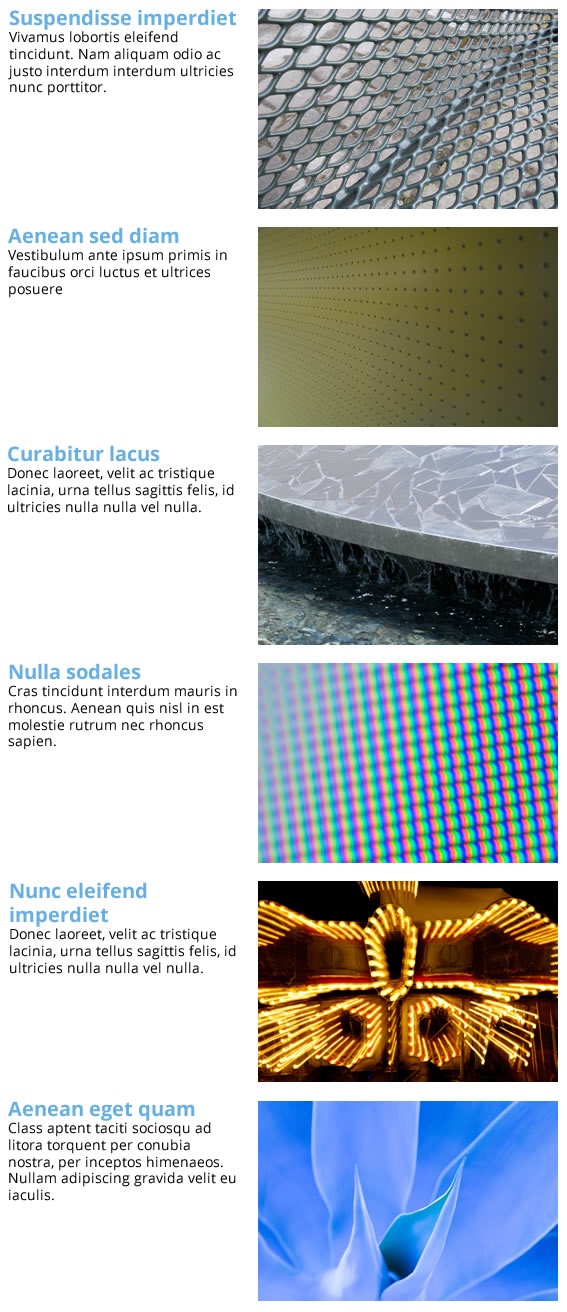 Suspendisse imperdiet
Vivamus lobortis eleifend
tincidunt. Nam aliquam odio ac
justo interdum interdum ultricies
nunc porttitor.
Aenean sed diam
Vestibulum ante ipsum primis in
faucibus orci luctus et ultrices
posuere
Curabitur lacus
Donec laoreet, velit ac tristique
lacinia, urna tellus sagittis felis, id
ultricies nulla nulla vel nulla.
Nulla sodales
Cras tincidunt interdum mauris in
rhoncus. Aenean quis nisl in est
molestie rutrum nec rhoncus
sapien.
Nunc eleifend
imperdiet
Donec laoreet, velit ac tristique
lacinia, urna tellus sagittis felis, id
ultricies nulla nulla vel nulla.
Aenean eget quam
Class aptent taciti sociosqu ad
litora torquent per conubia
nostra, per inceptos himenaeos.
Nullam adipiscing gravida velit eu
iaculis.